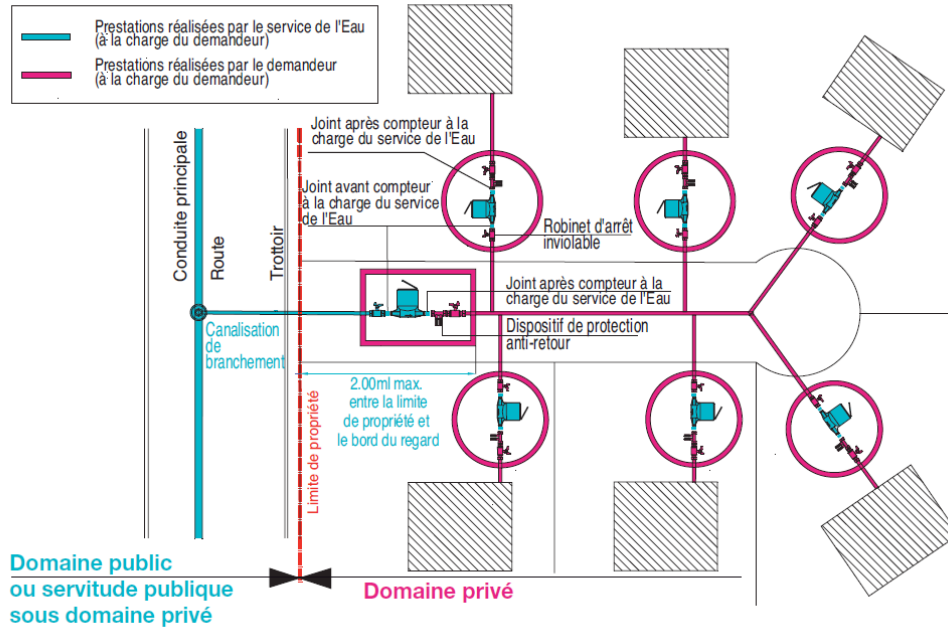 Prestations réalisées par le service de l'Eau
(à la charge du demandeur)
Prestations réalisées par le demandeur
(à la charge du demandeur)
Joint après compteur à la
charge du service de l'Eau
Joint avant compteur
à la charge du service
de l'Eau
Robinet d'arrêt
inviolable
Conduite principale
Route
Trottoir
Joint après compteur à la
charge du service de l'Eau
Dispositif de protection
anti-retour
Canalisation
de
branchement
2.00ml max.
entre la limite
de propriété et
le bord du regard
Limite de propriété
Domaine public
ou servitude publique
sous domaine privé
Domaine privé